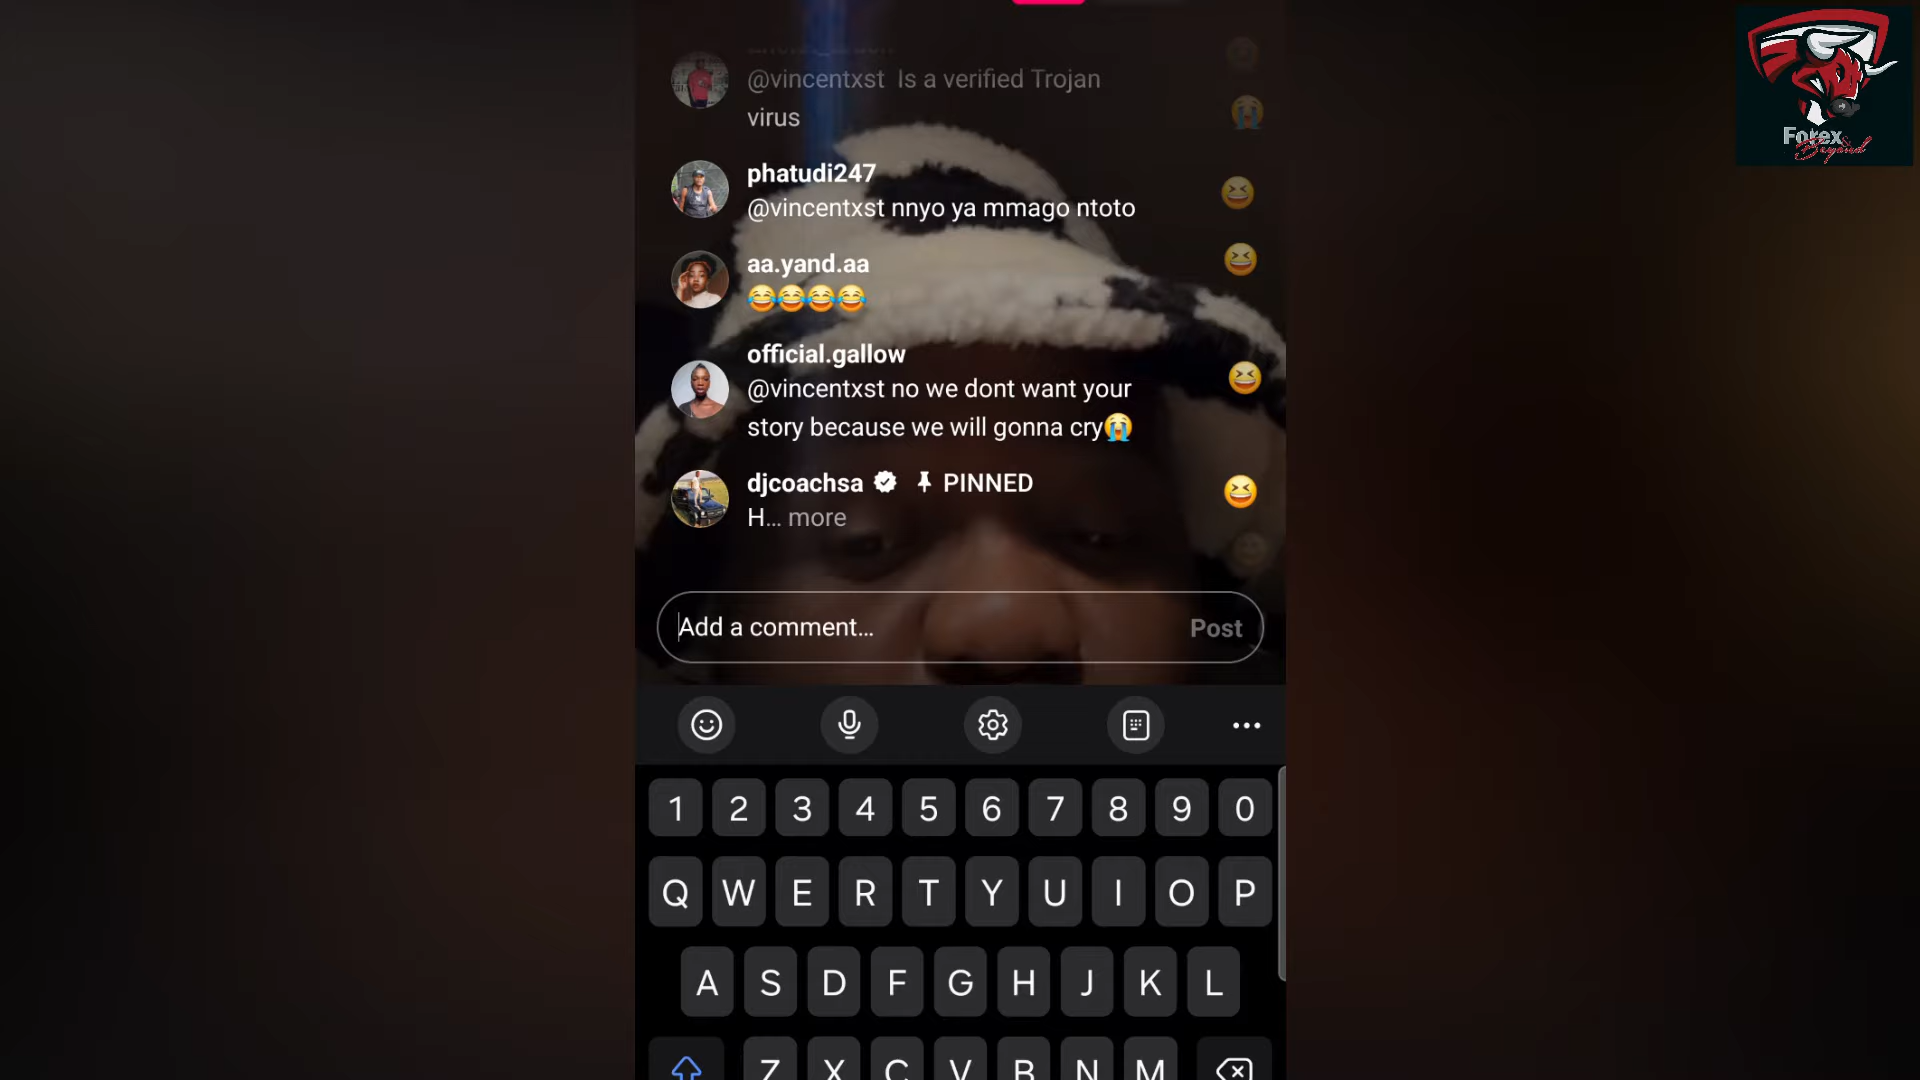 @vincentxst Is a verified Trojan
virus
phatudi247
@vincentxst nnyo ya mmago ntoto
aa.yand.aa
😂😂😂😂
official.gallow
@vincentxst no we dont want your
story because we will gonna cry😭
djcoachsa PINNED
H... more
Add a comment... Post
1 2 3 4 5 6 7 8 9 0
Q W E R T Y U I O P
A S D F G H J K L
Z X C V B N M
Forex &
Beyond